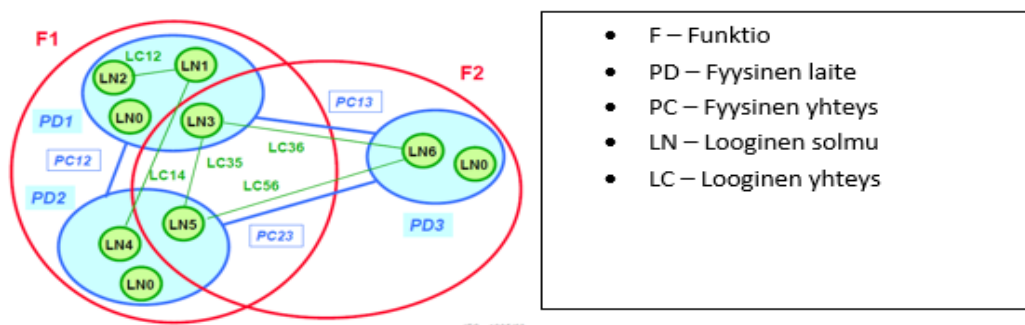 F1
LC12
LN2
LN1
F2
LN0
LN3
PC13
PD1
PC12
LC36
LN6
LN0
LC35
LC14
LC56
PD2
LN5
PC23
PD3
LN4
LN0
• F – Funktio
• PD – Fyysinen laite
• PC – Fyysinen yhteys
• LN – Looginen solmu
• LC – Looginen yhteys